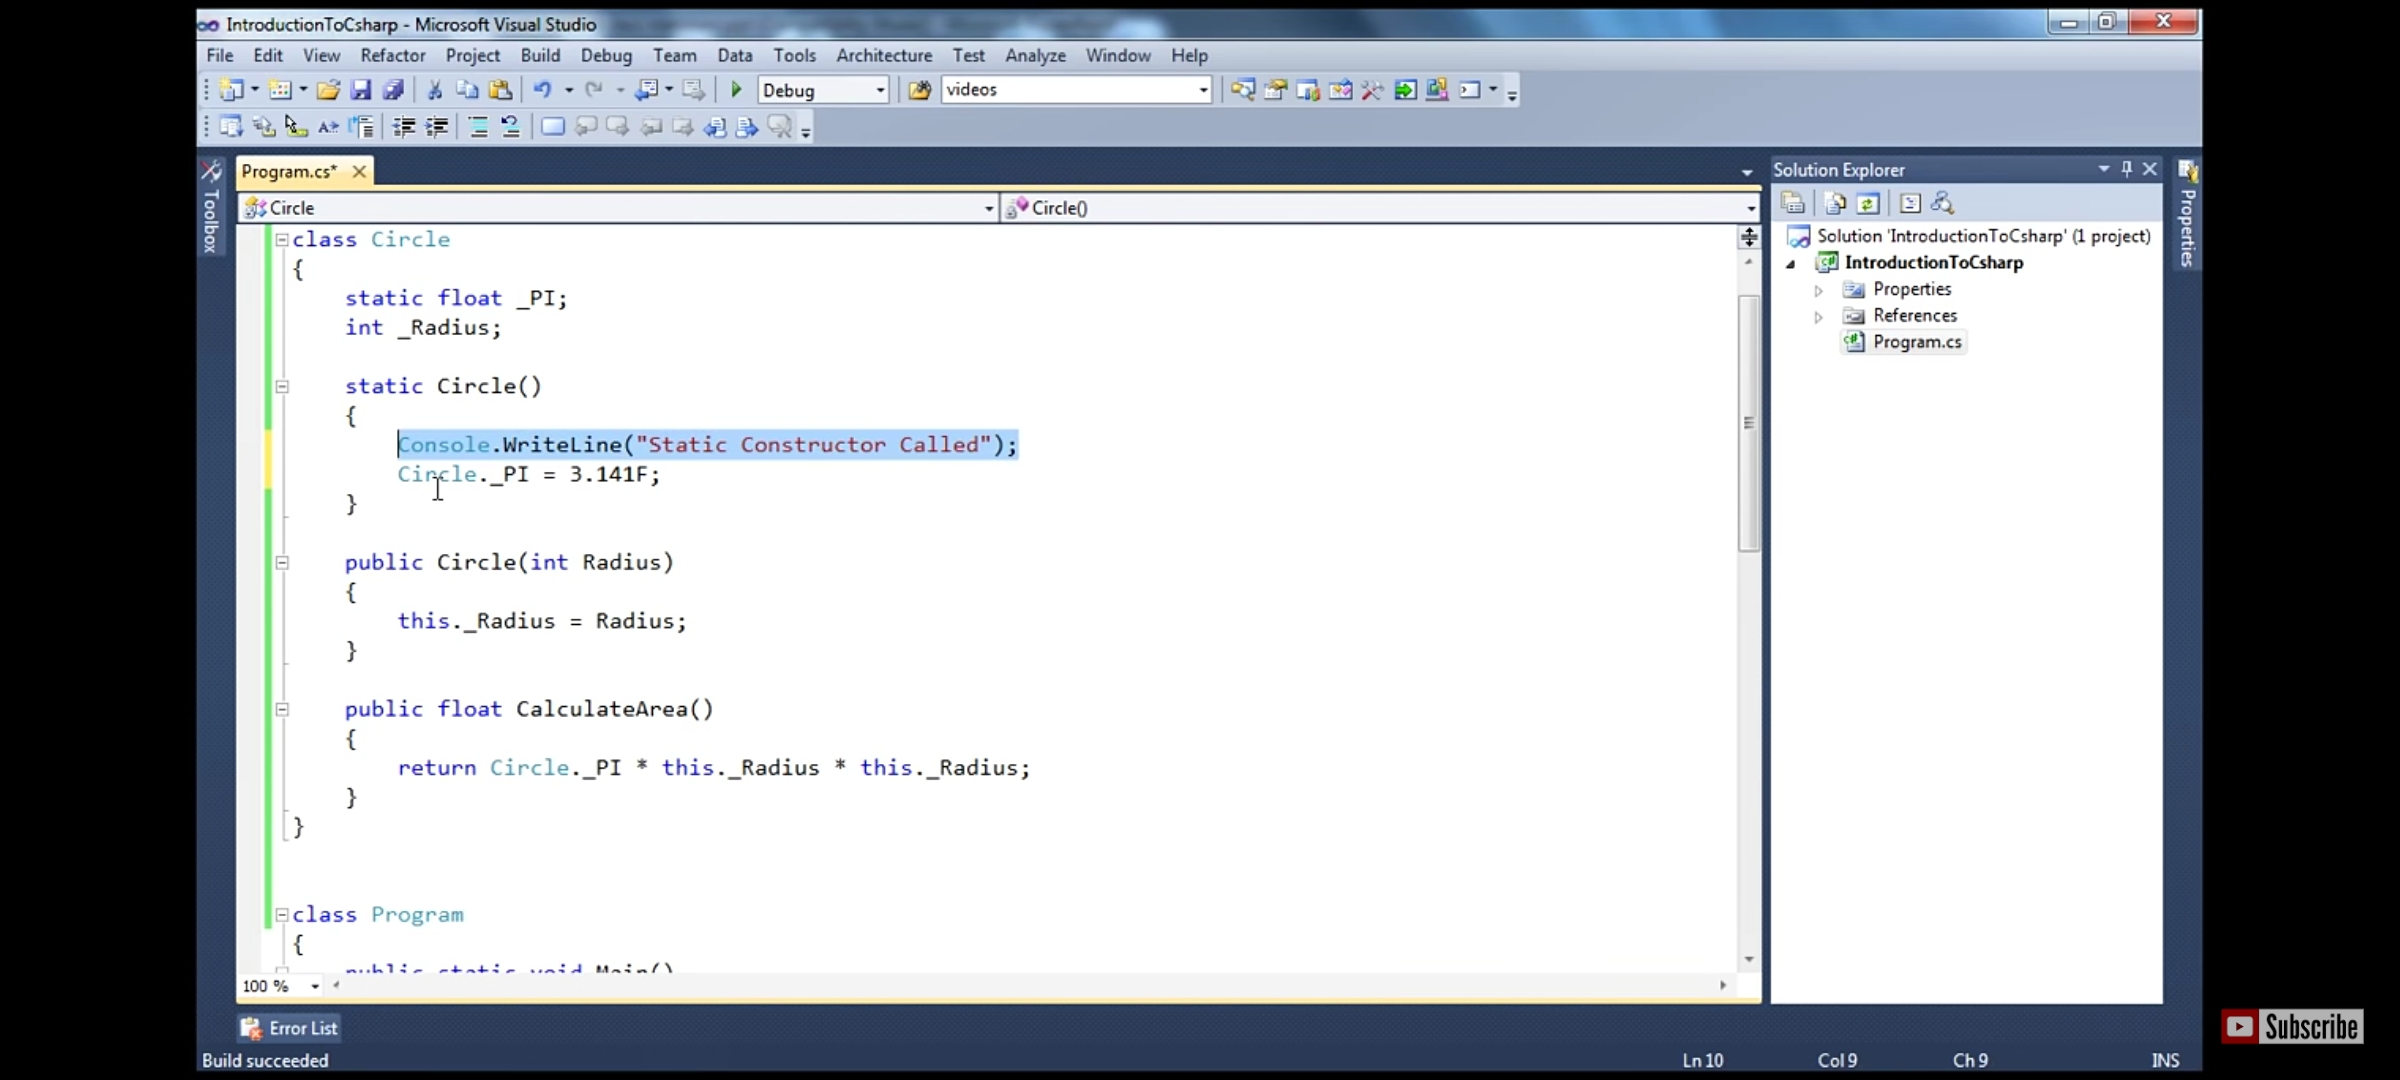 IntroductionToCsharp - Microsoft Visual Studio
File Edit View Refactor Project Build Debug Team Data Tools Architecture Test Analyze Window Help
Debug videos
Toolbox
Program.cs*
Circle Circle()
class Circle
{
static float _PI;
int _Radius;
static Circle()
{
Console.WriteLine("Static Constructor Called");
Circle._PI = 3.141F;
}
public Circle(int Radius)
{
this._Radius = Radius;
}
public float CalculateArea()
{
return Circle._PI * this._Radius * this._Radius;
}
}
class Program
{
public static void Main()
100 %
Solution Explorer
Solution 'IntroductionToCsharp' (1 project)
IntroductionToCsharp
Properties
References
Program.cs
Properties
Error List
Build succeeded Ln 10 Col 9 Ch 9 INS
Subscribe